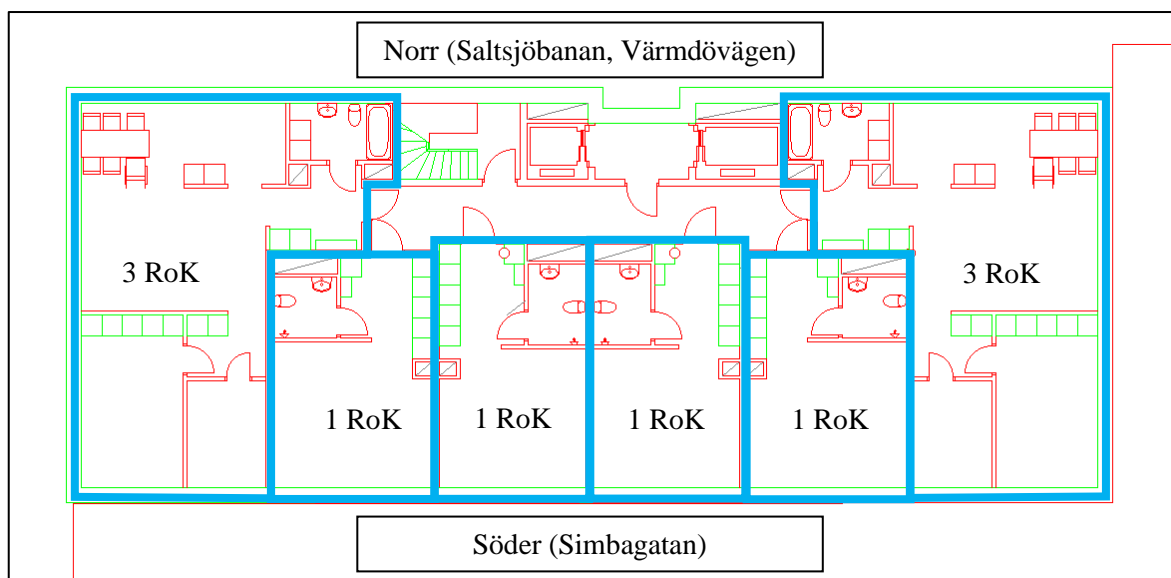 Norr (Saltsjöbanan, Värmdövägen)
3 RoK
3 RoK
1 RoK
1 RoK
1 RoK
1 RoK
Söder (Simbagatan)